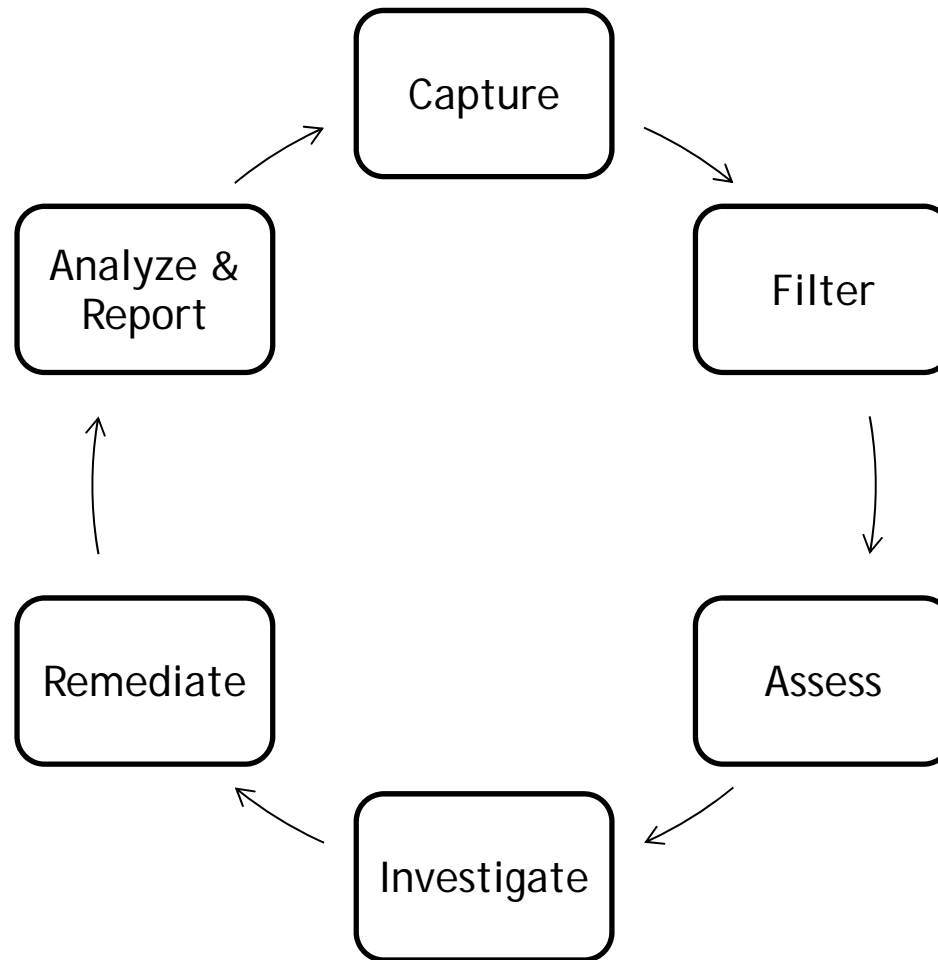 Capture
Filter
Assess
Investigate
Remediate
Analyze &
Report